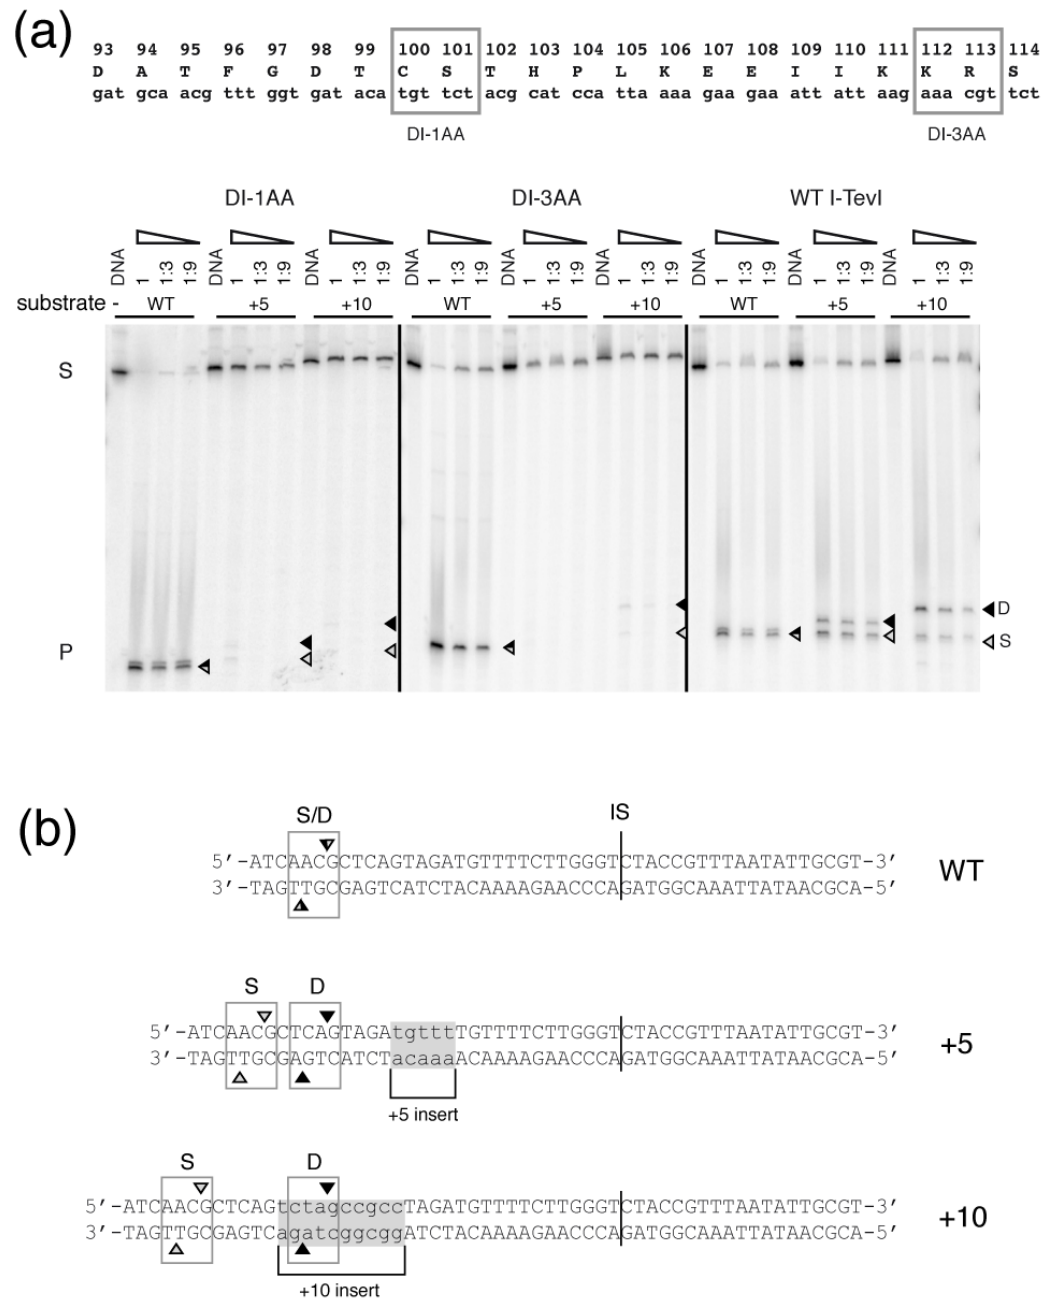 (a)
93 94 95 96 97 98 99 100 101 102 103 104 105 106 107 108 109 110 111 112 113 114
D A T F G D T C S T H P L K E E I I K K R S
gat gca acg ttt ggt gat aca tgt tct acg cat cca tta aaa gaa gaa att att aag aaa cgt tct
DI-1AA DI-3AA
DI-1AA DI-3AA WT I-TevI
DNA 1 1:3 1:9 DNA 1 1:3 1:9 DNA 1 1:3 1:9 DNA 1 1:3 1:9 DNA 1 1:3 1:9 DNA 1 1:3 1:9 DNA 1 1:3 1:9 DNA 1 1:3 1:9 DNA 1 1:3 1:9
substrate - WT +5 +10 WT +5 +10 WT +5 +10
S
D
P
S
(b)
S/D IS
5'-ATCAACGCTCAGTAGATGTTTTCTTGGGTCTACCGTTTAATATTGCGT-3'
WT
3'-TAGTTGCGAGTCATCTACAAAAGAACCCAGATGGCAAATTATAACGCA-5'
S D
5'-ATCAACGCTCAGTAGAtgtttTGTTTTCTTGGGTCTACCGTTTAATATTGCGT-3'
+5
3'-TAGTTGCGAGTCATCTacaaaACAAAAGAACCCAGATGGCAAATTATAACGCA-5'
+5 insert
S D
5'-ATCAACGCTCAGtctagccgccTAGATGTTTTCTTGGGTCTACCGTTTAATATTGCGT-3'
+10
3'-TAGTTGCGAGTCagatcggcggATCTACAAAAGAACCCAGATGGCAAATTATAACGCA-5'
+10 insert